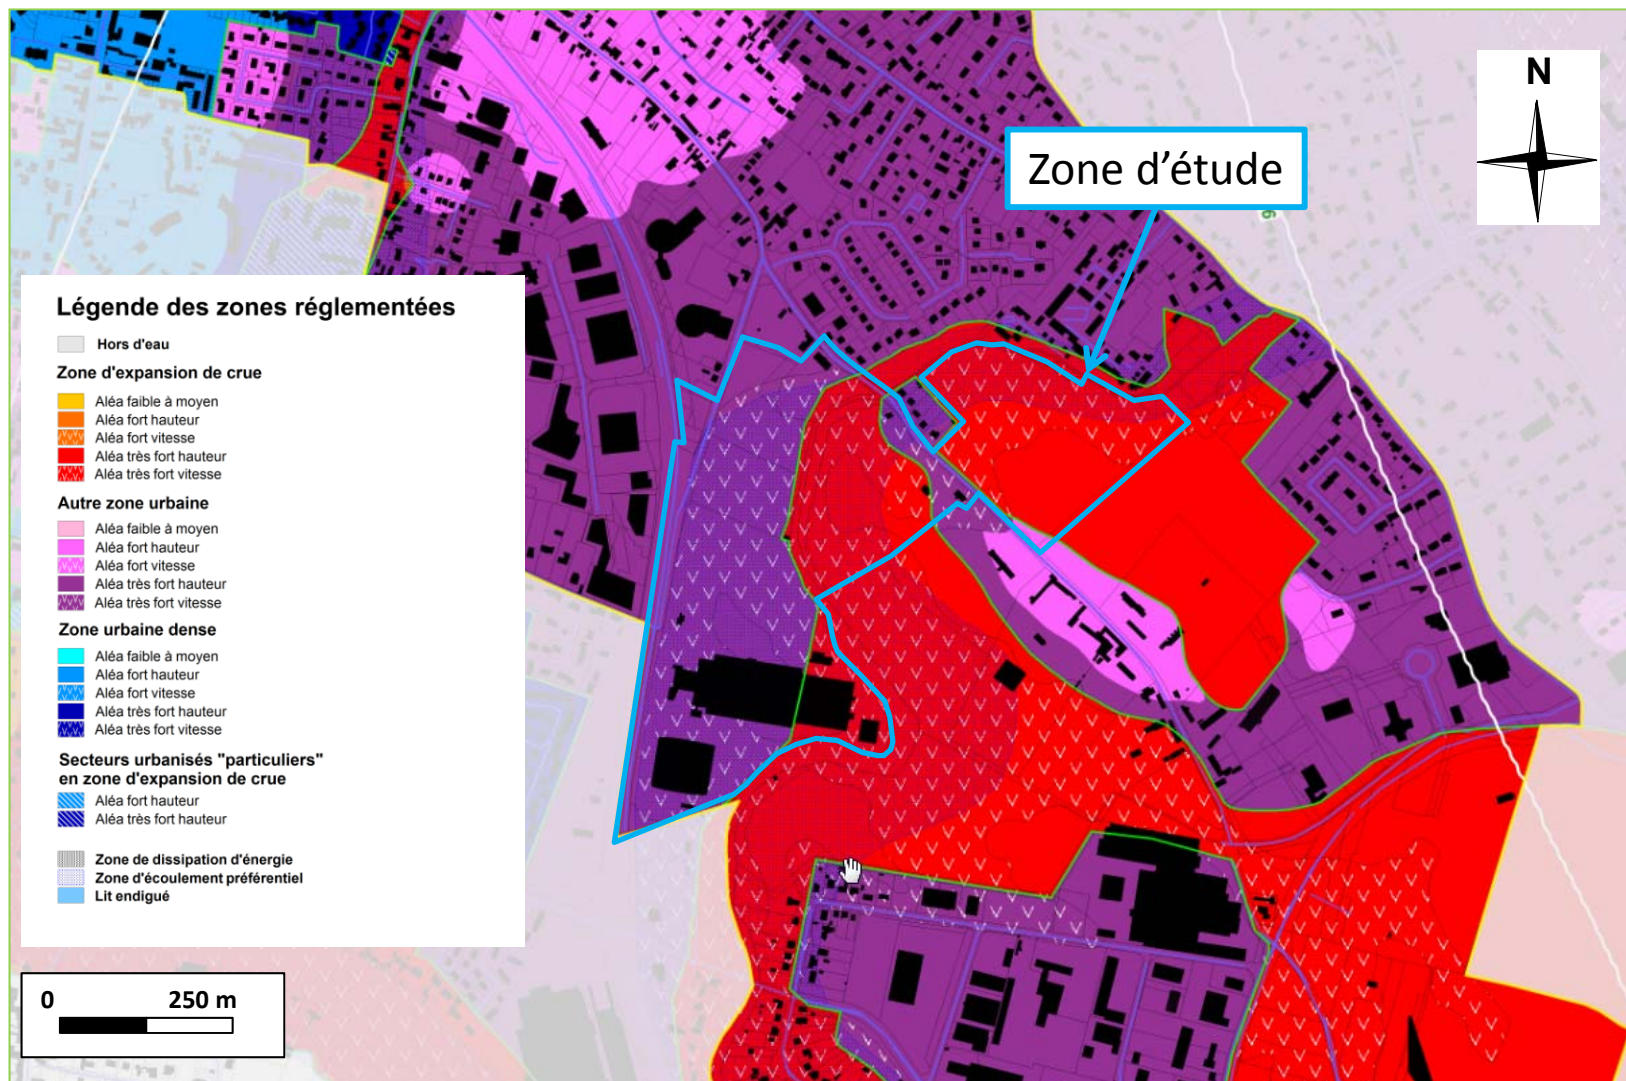 N
Zone d'étude
Légende des zones réglementées
Hors d'eau
Zone d'expansion de crue
Aléa faible à moyen
Aléa fort hauteur
Aléa fort vitesse
Aléa très fort hauteur
Aléa très fort vitesse
Autre zone urbaine
Aléa faible à moyen
Aléa fort hauteur
Aléa fort vitesse
Aléa très fort hauteur
Aléa très fort vitesse
Zone urbaine dense
Aléa faible à moyen
Aléa fort hauteur
Aléa fort vitesse
Aléa très fort hauteur
Aléa très fort vitesse
Secteurs urbanisés "particuliers"
en zone d'expansion de crue
Aléa fort hauteur
Aléa très fort hauteur
Zone de dissipation d'énergie
Zone d'écoulement préférentiel
Lit endigué
0 250 m